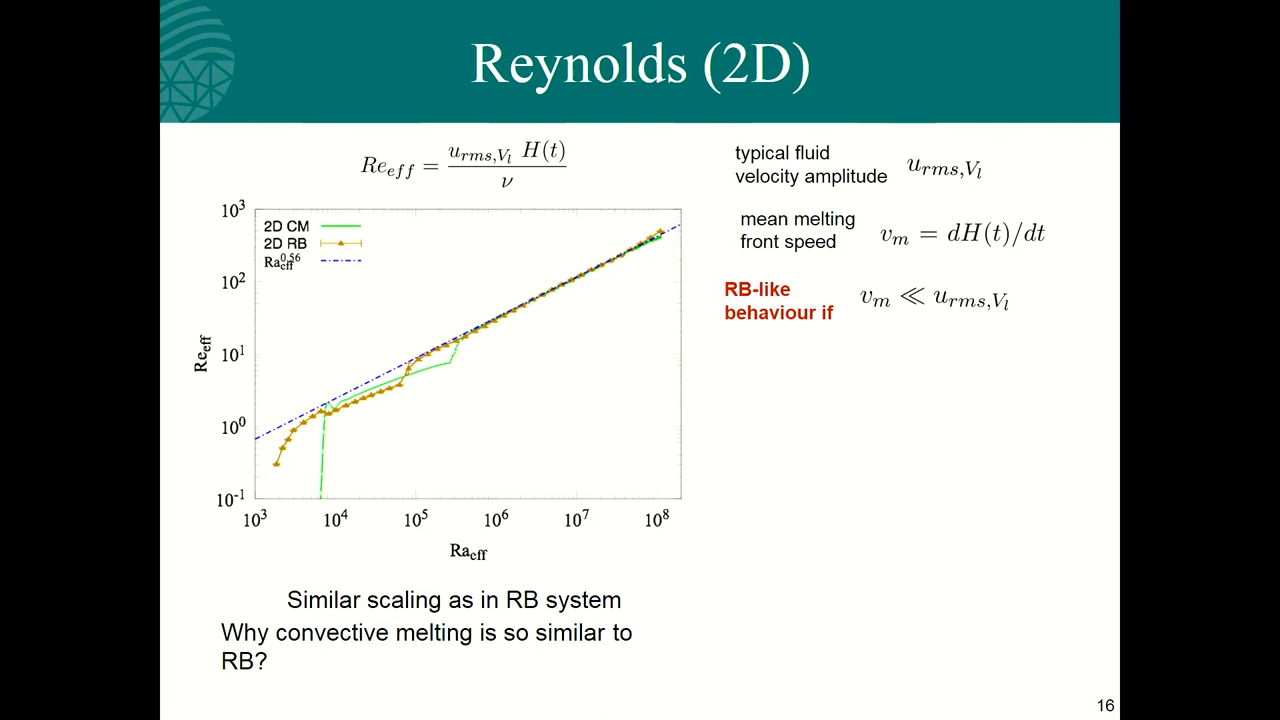 Reynolds (2D)
Re_eff = u_rms,V_l H(t) / ν
10^3
10^2
10^1
10^0
10^-1
Re_eff
2D CM
2D RB
Ra_eff^0.56
10^3 10^4 10^5 10^6 10^7 10^8
Ra_eff
Similar scaling as in RB system
Why convective melting is so similar to
RB?
typical fluid
velocity amplitude u_rms,V_l
mean melting
front speed v_m = dH(t)/dt
RB-like
behaviour if v_m ≪ u_rms,V_l
16